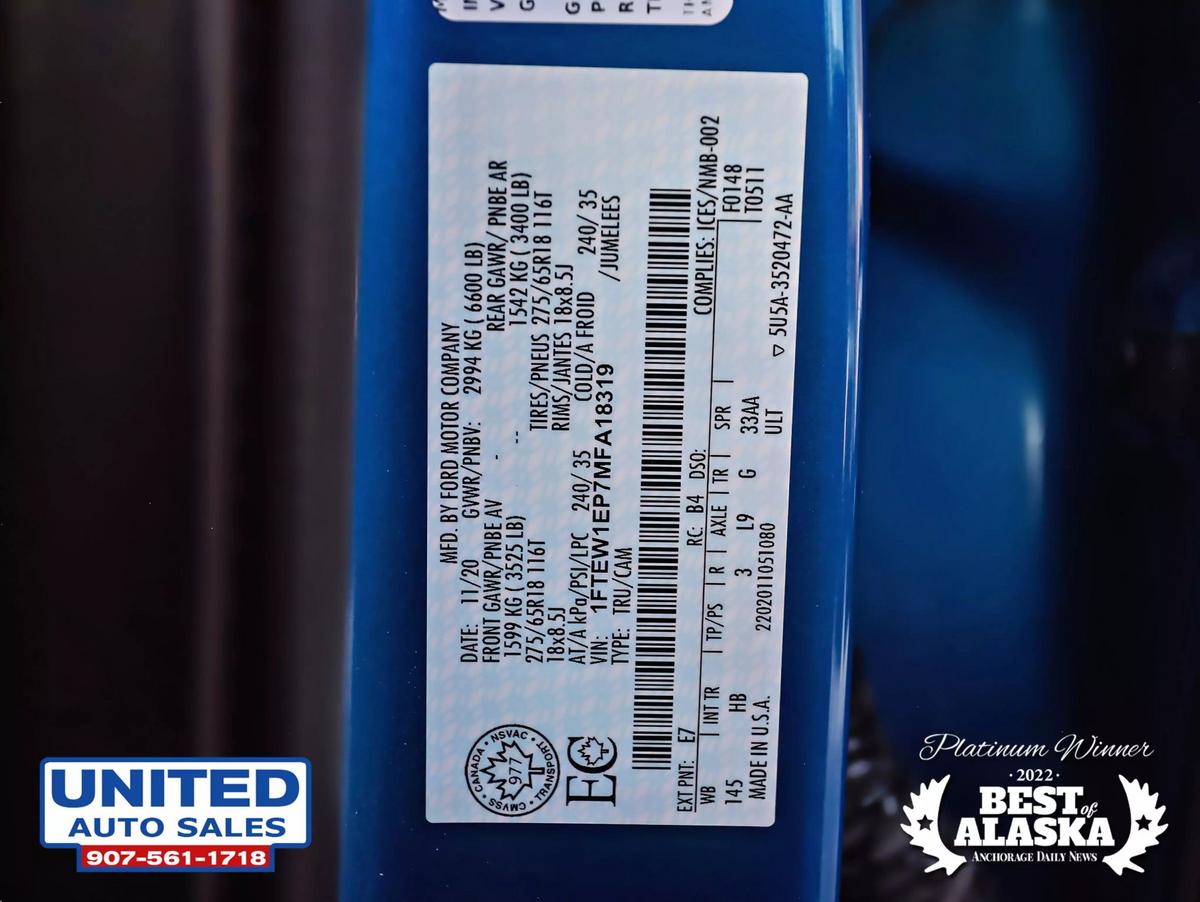 MFD. BY FORD MOTOR COMPANY
DATE: 11/20 GVWR/PNBV: 2994 KG ( 6600 LB)
FRONT GAWR/PNBE AV - -- REAR GAWR/ PNBE AR
1599 KG ( 3525 LB) 1542 KG ( 3400 LB)
275/65R18 116T TIRES/PNEUS 275/65R18 116T
18x8.5J RIMS/JANTES 18x8.5J
AT/A kPa/PSI/LPC 240/ 35 COLD/A FROID 240/ 35
VIN: 1FTEW1EP7MFA18319 /JUMELEES
TYPE: TRU/CAM
CANADA • NSVAC • TRANSPORT • CMVSS •
977
EC
EXT PNT: E7 RC: B4 DSO: COMPLIES: ICES/NMB-002
WB | INT TR | TP/PS | R | AXLE | TR | SPR | F0148
145 HB 3 L9 G 33AA T0511
ULT
MADE IN U.S.A. 2202011051080 5U5A-3520472-AA
UNITED
AUTO SALES
907-561-1718
Platinum Winner
· 2022 ·
BEST of
ALASKA
ANCHORAGE DAILY NEWS